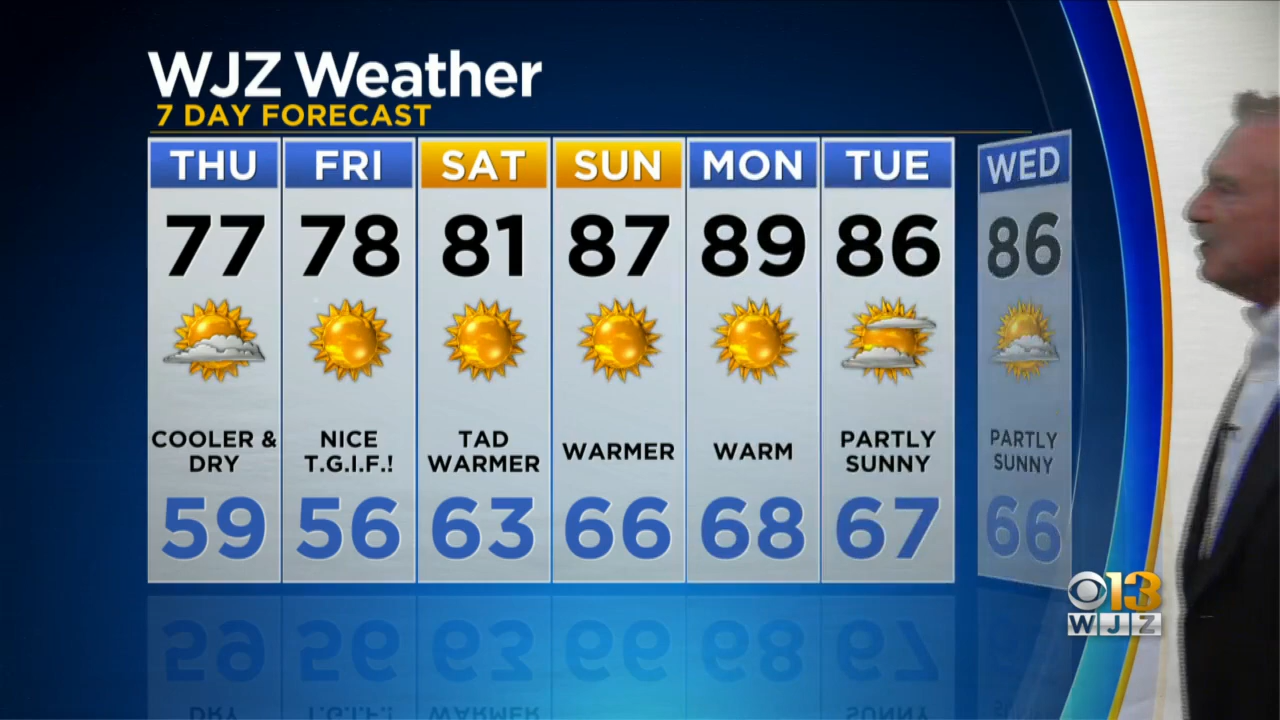 WJZ Weather
7 DAY FORECAST
THU FRI SAT SUN MON TUE WED
77 78 81 87 89 86 86
COOLER & DRY
NICE T.G.I.F.!
TAD WARMER
WARMER
WARM
PARTLY SUNNY
PARTLY SUNNY
59 56 63 66 68 67 66
13
WJZ